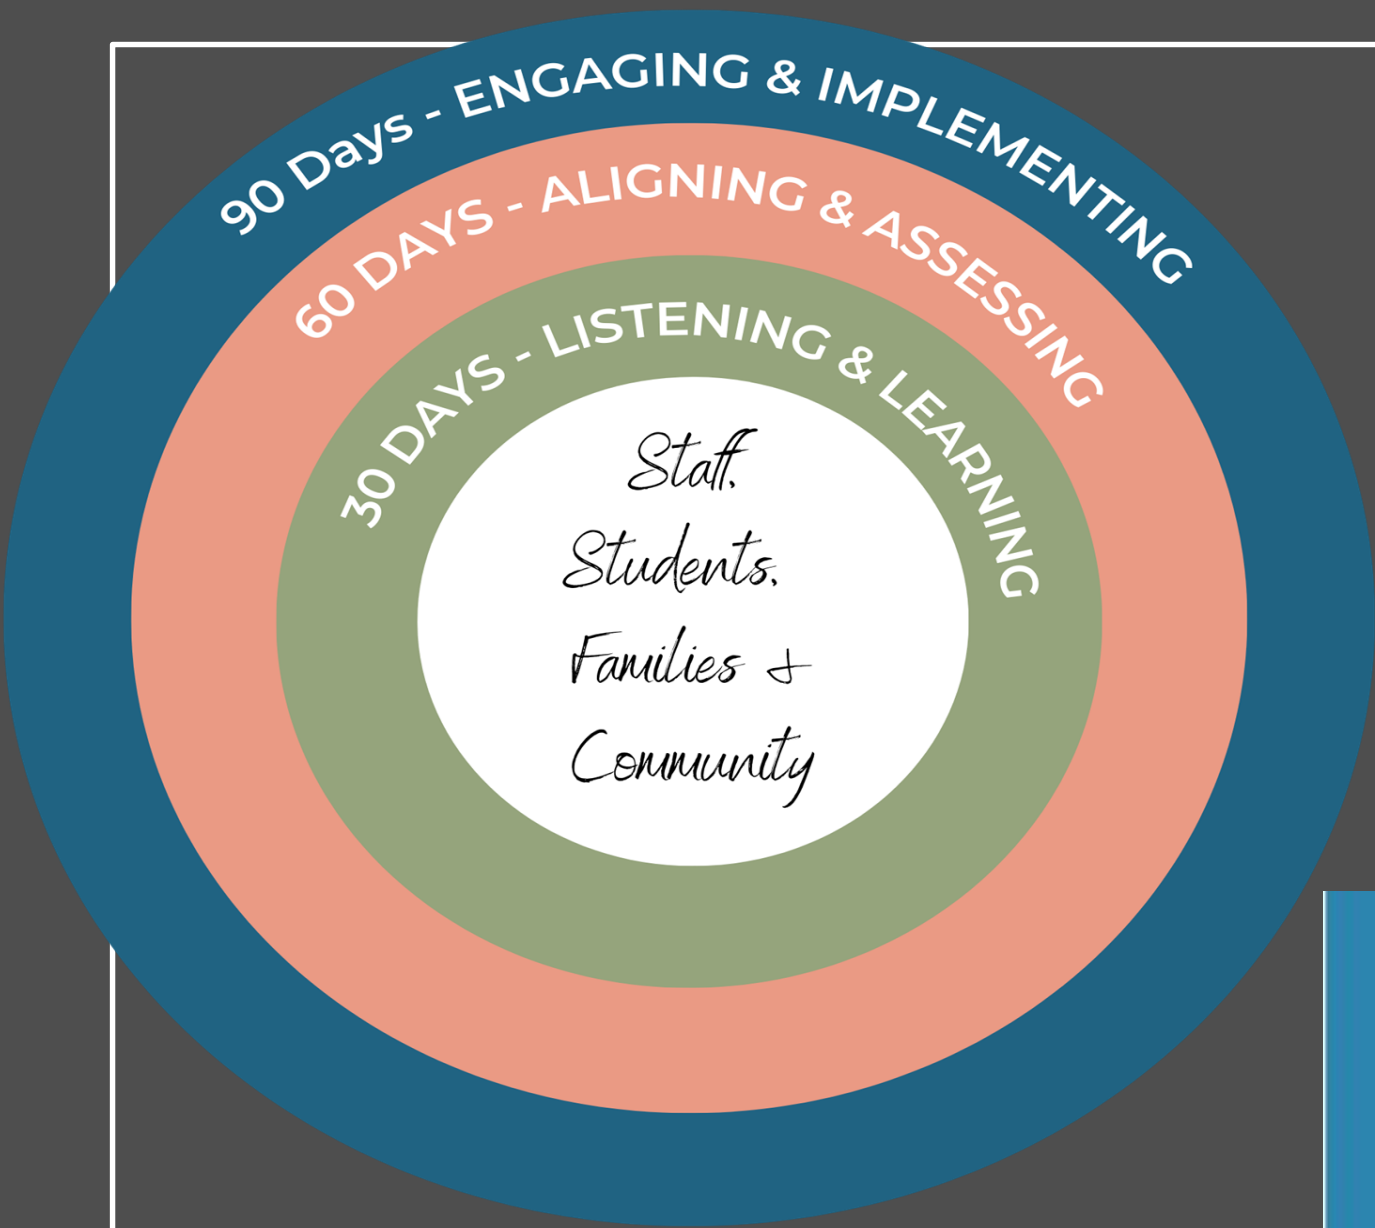 90 Days - ENGAGING & IMPLEMENTING
60 DAYS - ALIGNING & ASSESSING
30 DAYS - LISTENING & LEARNING
Staff,
Students,
Families &
Community